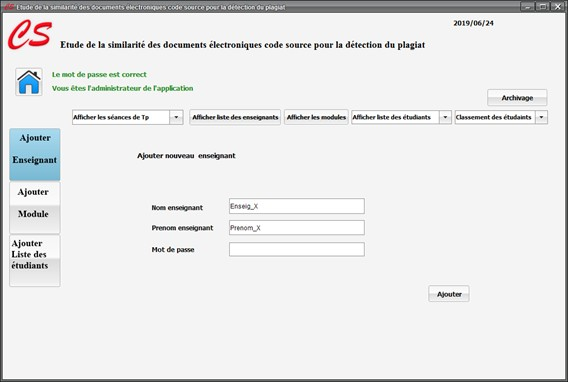 CS Etude de la similarité des documents électroniques code source pour la détection du plagiat
2019/06/24
CS
Etude de la similarité des documents électroniques code source pour la détection du plagiat
Le mot de passe est correct
Vous êtes l'administrateur de l'application
Archivage
Afficher les séances de Tp
Afficher liste des enseignants
Afficher les modules
Afficher liste des étudiants
Classement des étudaints
Ajouter
Enseignant
Ajouter nouveau enseignant
Ajouter
Module
Nom enseignant
Enseig_X
Prenom enseignant
Prenom_X
Ajouter
Liste des
étudiants
Mot de passe
Ajouter